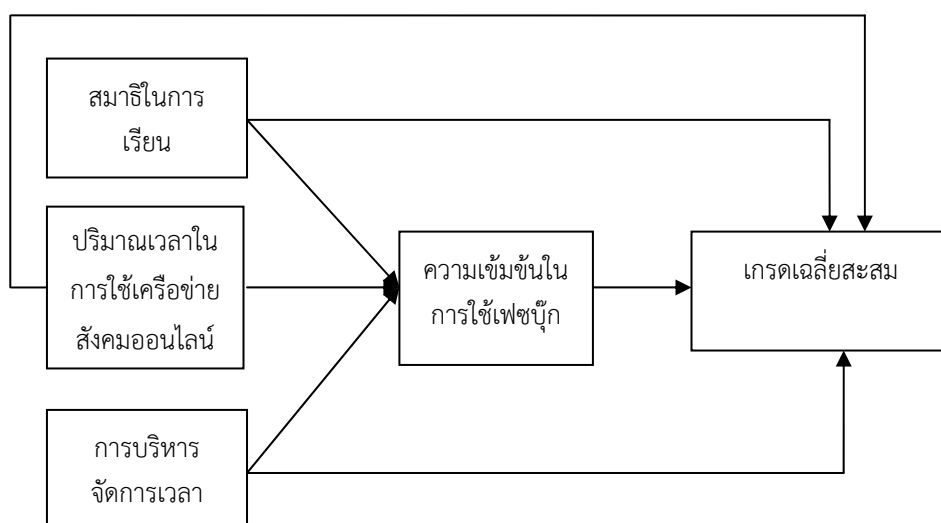 สมาธิในการ
เรียน
ปริมาณเวลาใน
การใช้เครือข่าย
สังคมออนไลน์
ความเข้มข้นใน
การใช้เฟซบุ๊ก
เกรดเฉลี่ยสะสม
การบริหาร
จัดการเวลา